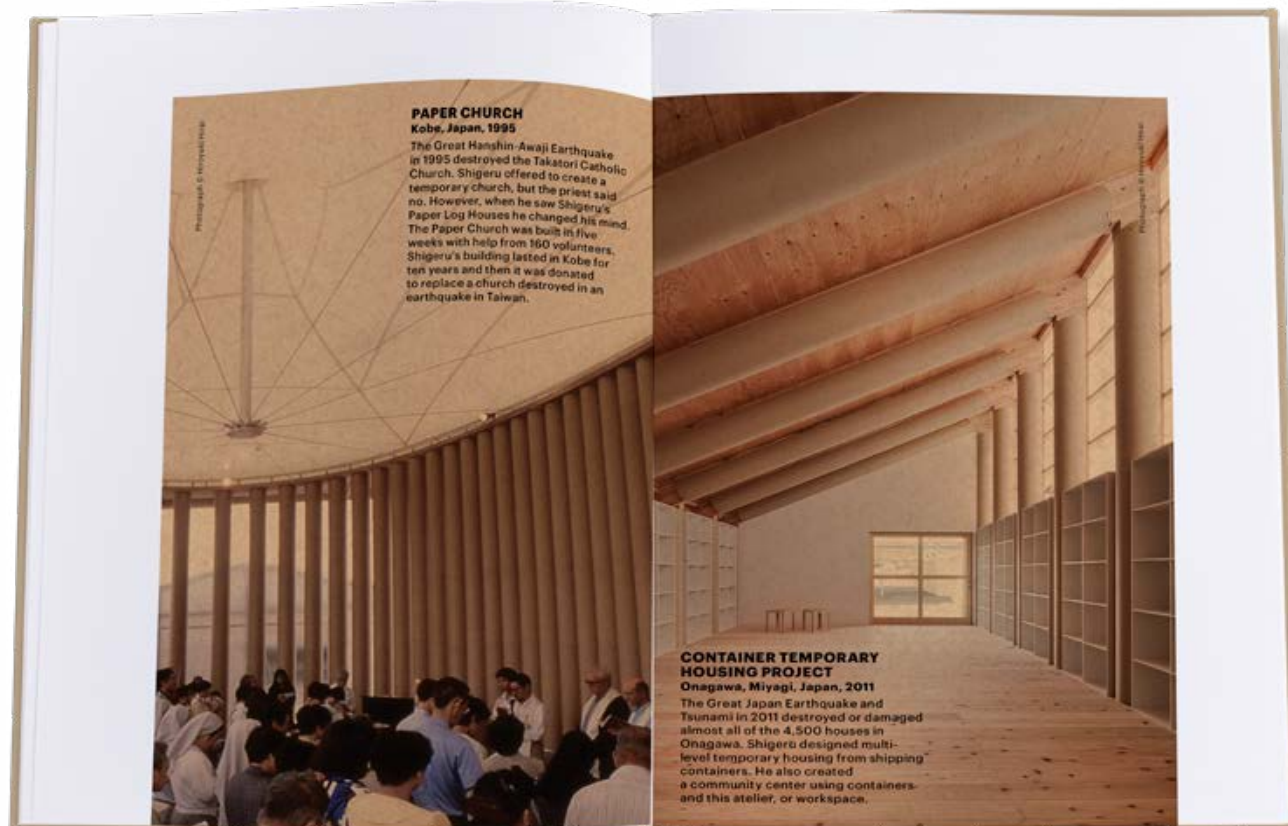 Photograph © Hiroyuki Hirai
PAPER CHURCH
Kobe, Japan, 1995
The Great Hanshin-Awaji Earthquake
in 1995 destroyed the Takatori Catholic
Church. Shigeru offered to create a
temporary church, but the priest said
no. However, when he saw Shigeru's
Paper Log Houses he changed his mind.
The Paper Church was built in five
weeks with help from 160 volunteers.
Shigeru's building lasted in Kobe for
ten years and then it was donated
to replace a church destroyed in an
earthquake in Taiwan.
Photograph © Hiroyuki Hirai
CONTAINER TEMPORARY
HOUSING PROJECT
Onagawa, Miyagi, Japan, 2011
The Great Japan Earthquake and
Tsunami in 2011 destroyed or damaged
almost all of the 4,500 houses in
Onagawa. Shigeru designed multi-
level temporary housing from shipping
containers. He also created
a community center using containers
and this atelier, or workspace.